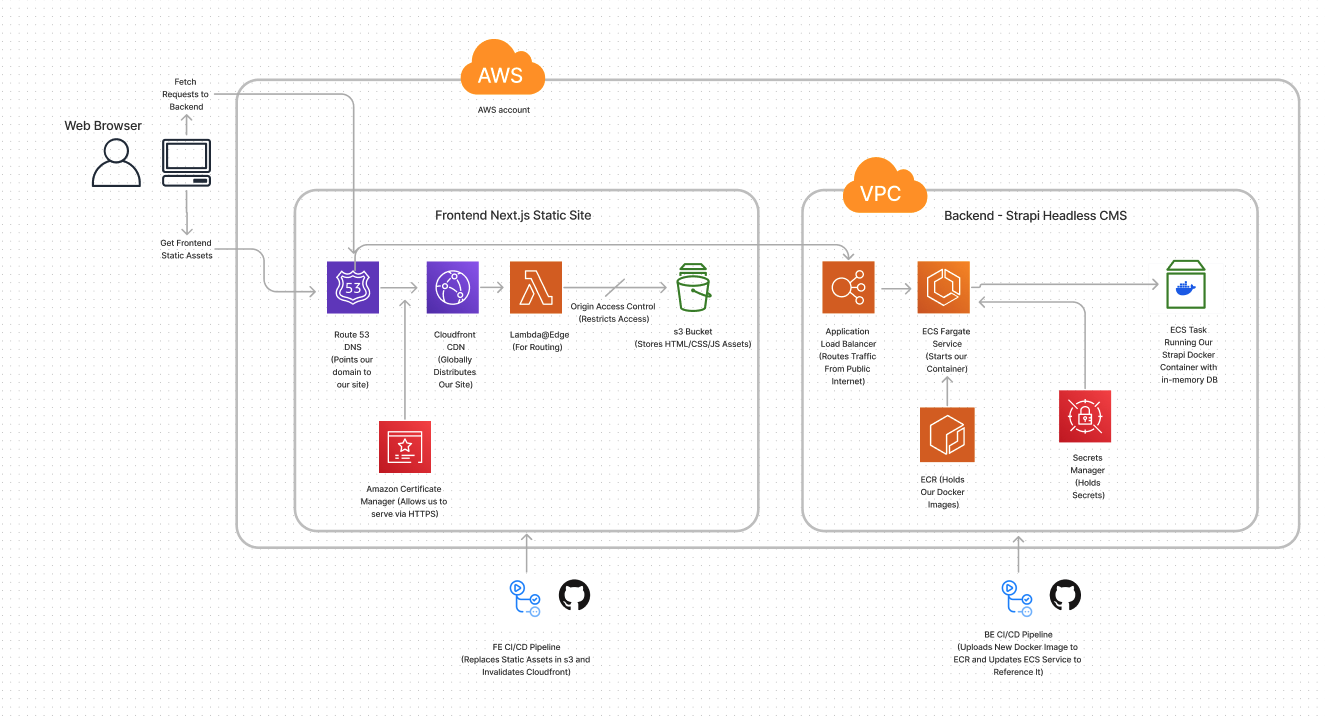 AWS
AWS account
Fetch
Requests to
Backend
Web Browser
Get Frontend
Static Assets
Frontend Next.js Static Site
53
Route 53
DNS
(Points our
domain to
our site)
Cloudfront
CDN
(Globally
Distributes
Our Site)
Lambda@Edge
(For Routing)
Origin Access Control
(Restricts Access)
s3 Bucket
(Stores HTML/CSS/JS Assets)
Amazon Certificate
Manager (Allows us to
serve via HTTPS)
VPC
Backend - Strapi Headless CMS
Application
Load Balancer
(Routes Traffic
From Public
Internet)
ECS Fargate
Service
(Starts our
Container)
ECS Task
Running Our
Strapi Docker
Container with
in-memory DB
ECR (Holds
Our Docker
Images)
Secrets
Manager
(Holds
Secrets)
FE CI/CD Pipeline
(Replaces Static Assets in s3 and
Invalidates Cloudfront)
BE CI/CD Pipeline
(Uploads New Docker Image to
ECR and Updates ECS Service to
Reference It)